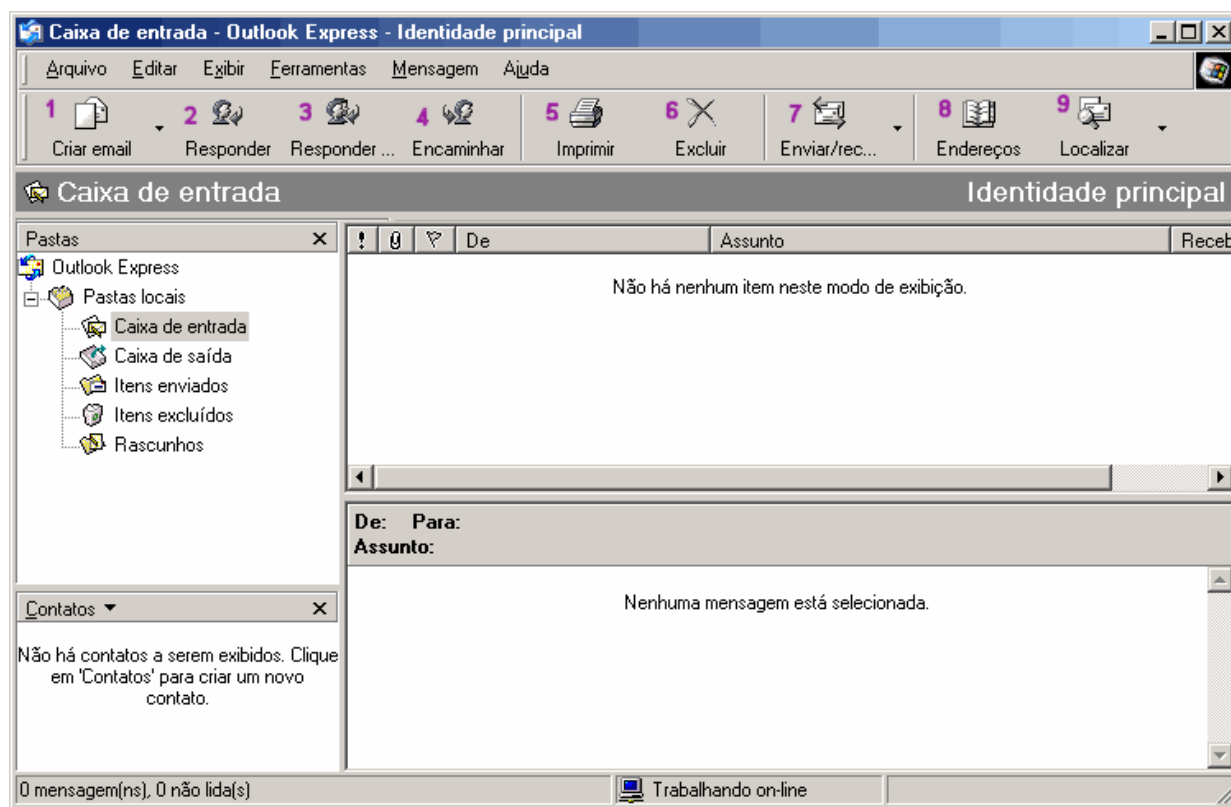 Caixa de entrada - Outlook Express - Identidade principal
Arquivo Editar Exibir Ferramentas Mensagem Ajuda
1 2 3 4 5 6 7 8 9
Criar email Responder Responder ... Encaminhar Imprimir Excluir Enviar/rec... Endereços Localizar
Caixa de entrada Identidade principal
Pastas
Outlook Express
Pastas locais
Caixa de entrada
Caixa de saída
Itens enviados
Itens excluídos
Rascunhos
Contatos
Não há contatos a serem exibidos. Clique
em 'Contatos' para criar um novo
contato.
! De Assunto Receb
Não há nenhum item neste modo de exibição.
De: Para:
Assunto:
Nenhuma mensagem está selecionada.
0 mensagem(ns), 0 não lida(s) Trabalhando on-line